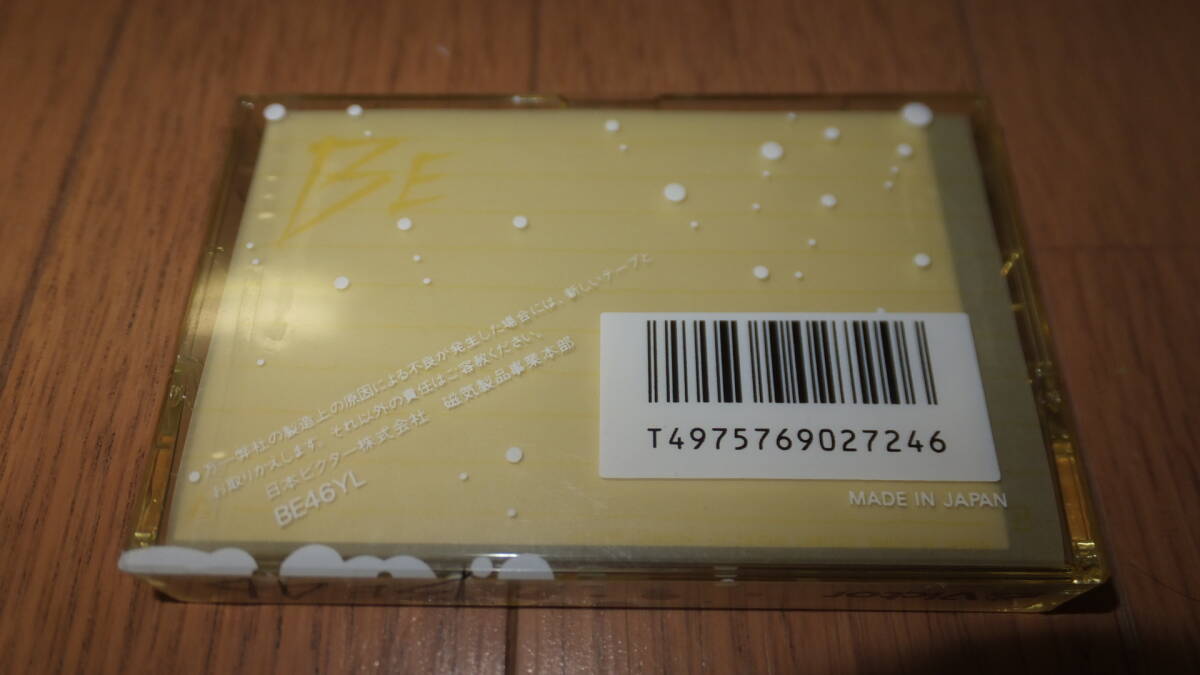 BE
●万一弊社の製造上の原因による不良が発生した場合には、新しいテープと
お取りかえします。それ以外の責任はご容赦ください。
日本ビクター株式会社 磁気製品事業本部
BE46YL
T4975769027246
MADE IN JAPAN
Victor